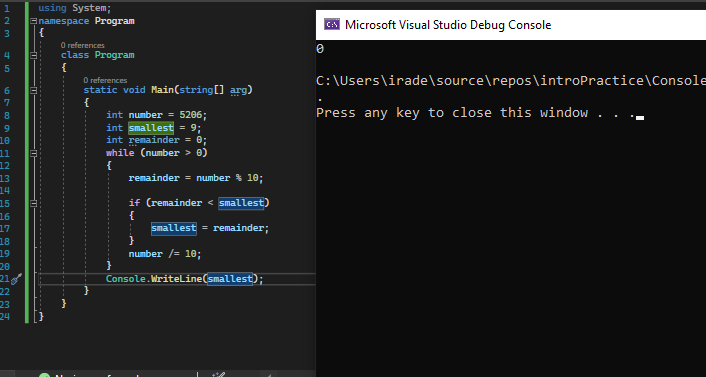 1 using System;
2 namespace Program
3 {
0 references
4 class Program
5 {
0 references
6 static void Main(string[] arg)
7 {
8 int number = 5206;
9 int smallest = 9;
10 int remainder = 0;
11 while (number > 0)
12 {
13 remainder = number % 10;
14
15 if (remainder < smallest)
16 {
17 smallest = remainder;
18 }
19 number /= 10;
20 }
21 Console.WriteLine(smallest);
22 }
23 }
24 }
C:\ Microsoft Visual Studio Debug Console
0
C:\Users\irade\source\repos\introPractice\Console
.
Press any key to close this window . . .